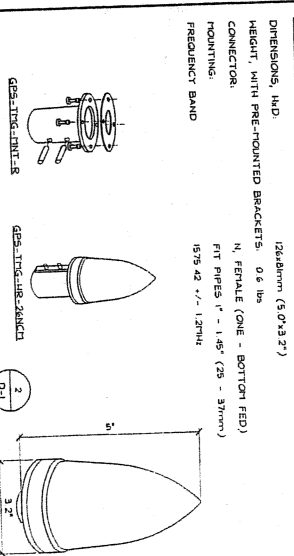 DIMENSIONS, HxD: 126x81mm (5.0"x3.2")
WEIGHT, WITH PRE-MOUNTED BRACKETS: 0.6 lbs
CONNECTOR: N, FEMALE (ONE - BOTTOM FED)
MOUNTING: FIT PIPES 1" - 1.45" (25 - 37mm)
FREQUENCY BAND 1575.42 +/- 1.2MHz
GPS-TMG-MNT-R
GPS-TMG-HR-26NCM
2
D-1
5"
3.2"